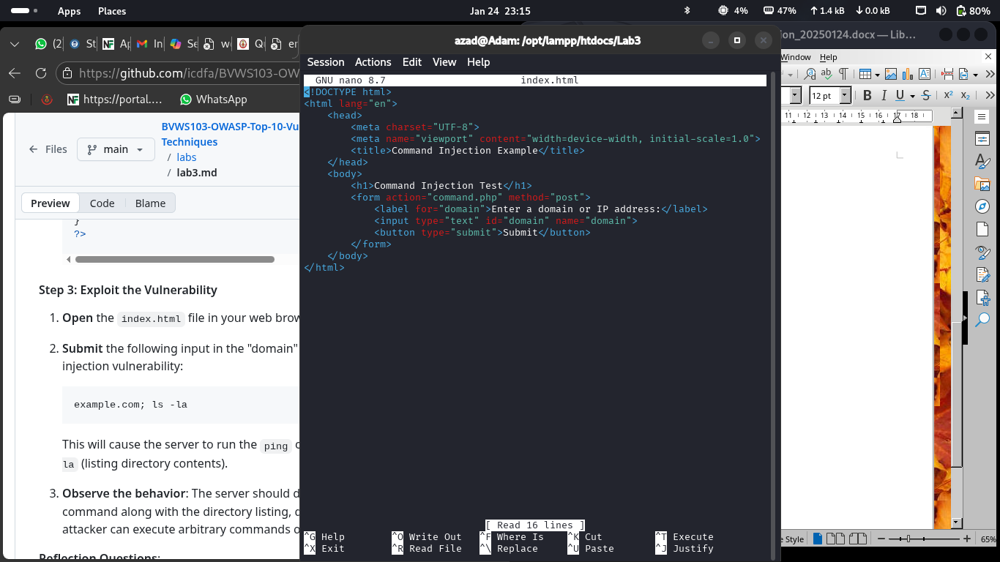 Apps Places Jan 24 23:15 4% 47% 1.4 kB 0.0 kB 80%
(2 St Ap In Se w Q er
https://github.com/icdfa/BVWS103-OW
https://portal.... WhatsApp
BVWS103-OWASP-Top-10-Vu
Files main Techniques
/ labs
/ lab3.md
Preview Code Blame
}
?>
Step 3: Exploit the Vulnerability
1. Open the index.html file in your web brow
2. Submit the following input in the "domain"
injection vulnerability:
example.com; ls -la
This will cause the server to run the ping
la (listing directory contents).
3. Observe the behavior: The server should d
command along with the directory listing,
attacker can execute arbitrary commands o
Reflection Questions:
azad@Adam: /opt/lampp/htdocs/Lab3
Session Actions Edit View Help
GNU nano 8.7 index.html
<!DOCTYPE html>
<html lang="en">
<head>
<meta charset="UTF-8">
<meta name="viewport" content="width=device-width, initial-scale=1.0">
<title>Command Injection Example</title>
</head>
<body>
<h1>Command Injection Test</h1>
<form action="command.php" method="post">
<label for="domain">Enter a domain or IP address:</label>
<input type="text" id="domain" name="domain">
<button type="submit">Submit</button>
</form>
</body>
</html>
[ Read 16 lines ]
^G Help ^O Write Out ^F Where Is ^K Cut ^T Execute
^X Exit ^R Read File ^\ Replace ^U Paste ^J Justify
ion_20250124.docx — Lib...
Window Help
12 pt B I U
11 12 13 14 15 16 17 18
e Style 65%